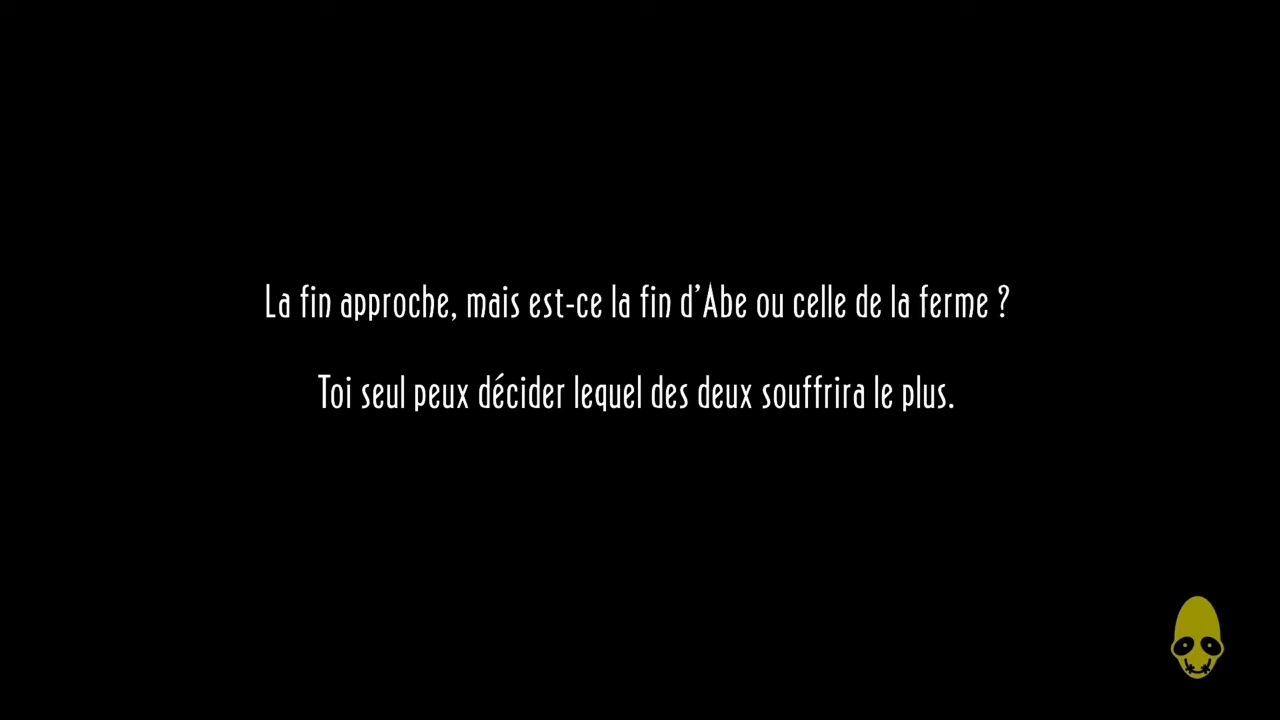 La fin approche, mais est-ce la fin d’Abe ou celle de la ferme ?
Toi seul peux décider lequel des deux souffrira le plus.